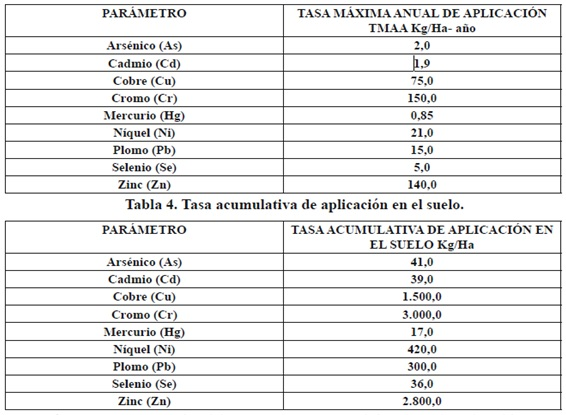 PARÁMETRO TASA MÁXIMA ANUAL DE APLICACIÓN
TMAA Kg/Ha- año
Arsénico (As) 2,0
Cadmio (Cd) 1,9
Cobre (Cu) 75,0
Cromo (Cr) 150,0
Mercurio (Hg) 0,85
Níquel (Ni) 21,0
Plomo (Pb) 15,0
Selenio (Se) 5,0
Zinc (Zn) 140,0
Tabla 4. Tasa acumulativa de aplicación en el suelo.
PARÁMETRO TASA ACUMULATIVA DE APLICACIÓN EN
EL SUELO Kg/Ha
Arsénico (As) 41,0
Cadmio (Cd) 39,0
Cobre (Cu) 1.500,0
Cromo (Cr) 3.000,0
Mercurio (Hg) 17,0
Níquel (Ni) 420,0
Plomo (Pb) 300,0
Selenio (Se) 36,0
Zinc (Zn) 2.800,0